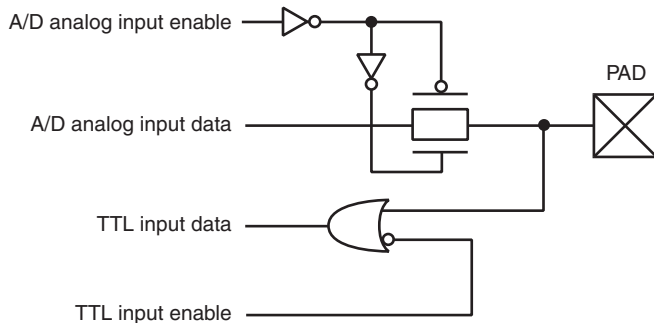 A/D analog input enable
PAD
A/D analog input data
TTL input data
TTL input enable